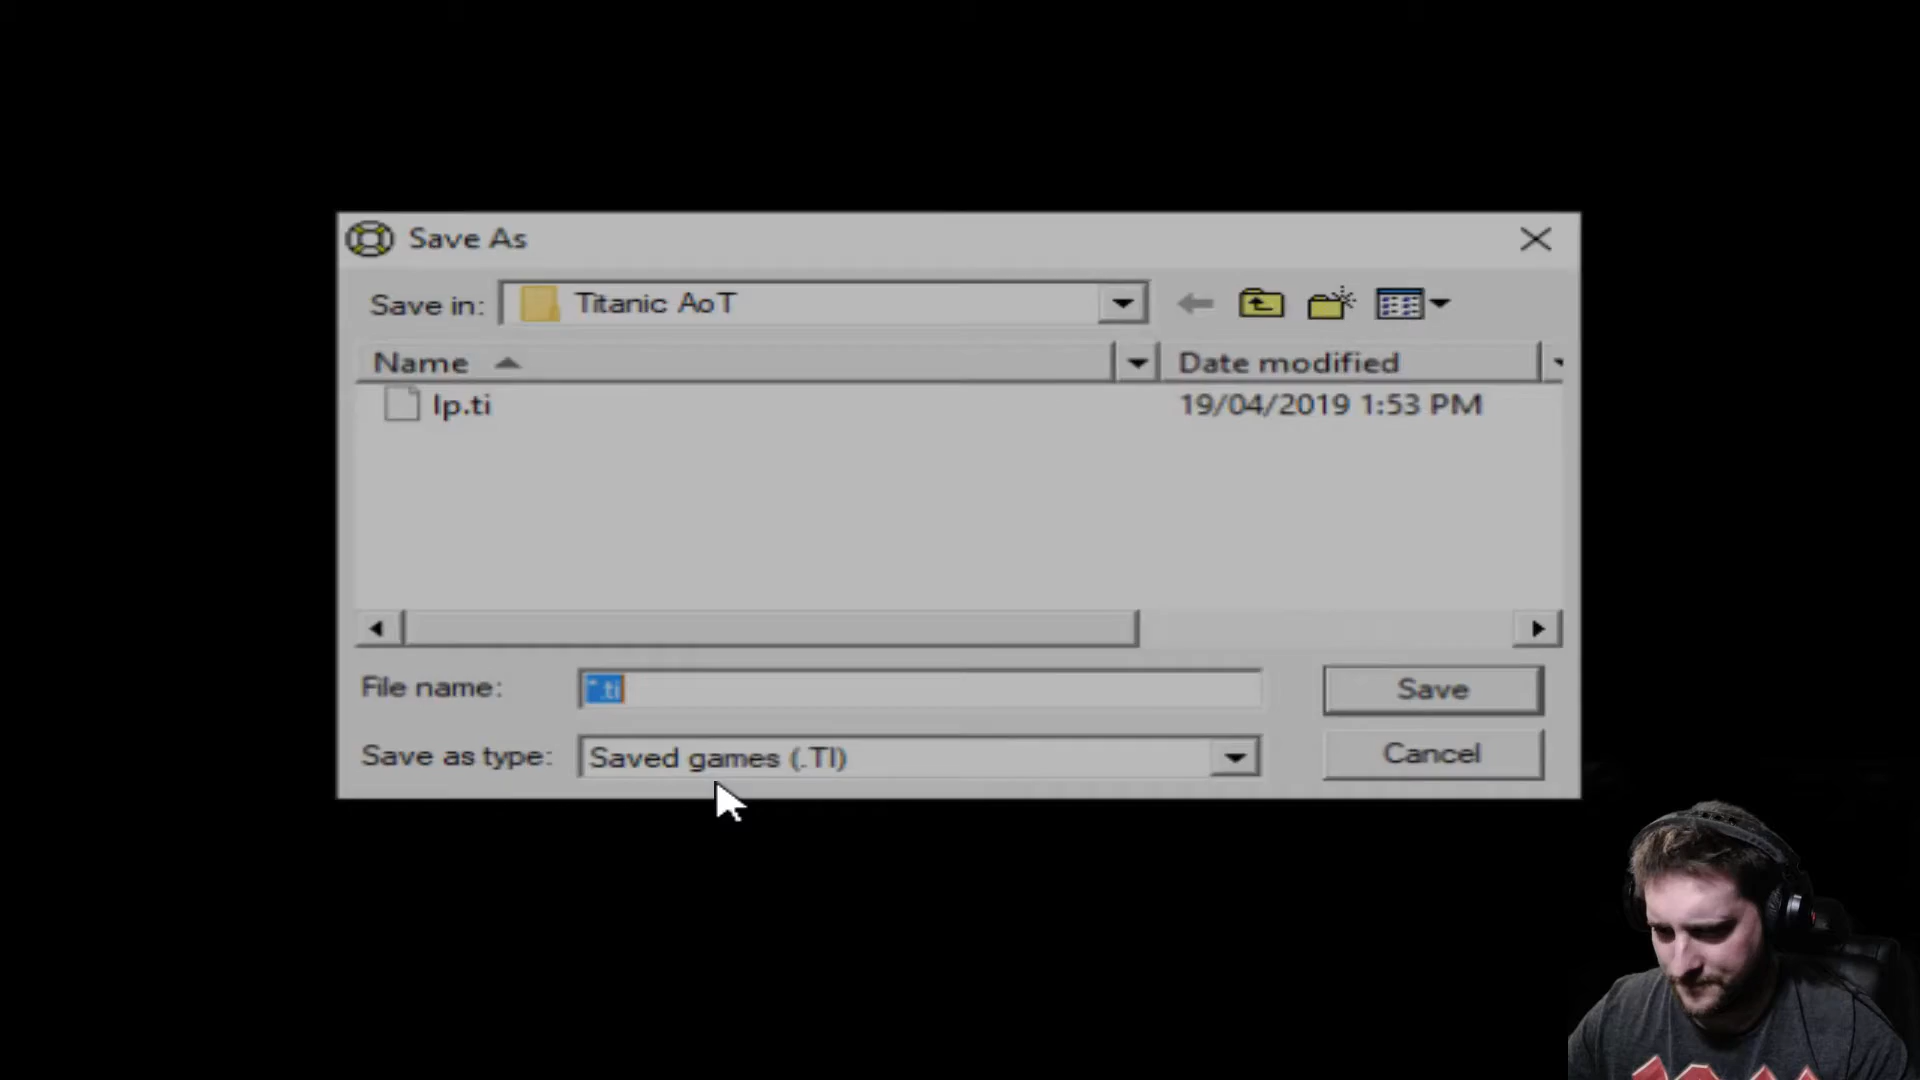 Save As
Save in: Titanic AoT
Name Date modified
lp.ti 19/04/2019 1:53 PM
File name: *.ti Save
Save as type: Saved games (.TI) Cancel